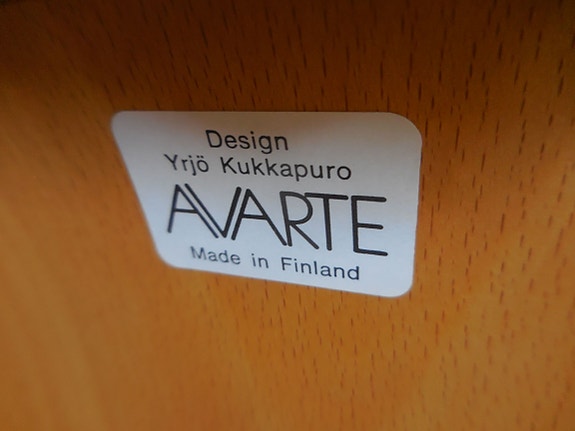 Design
Yrjö Kukkapuro
AVARTE
Made in Finland